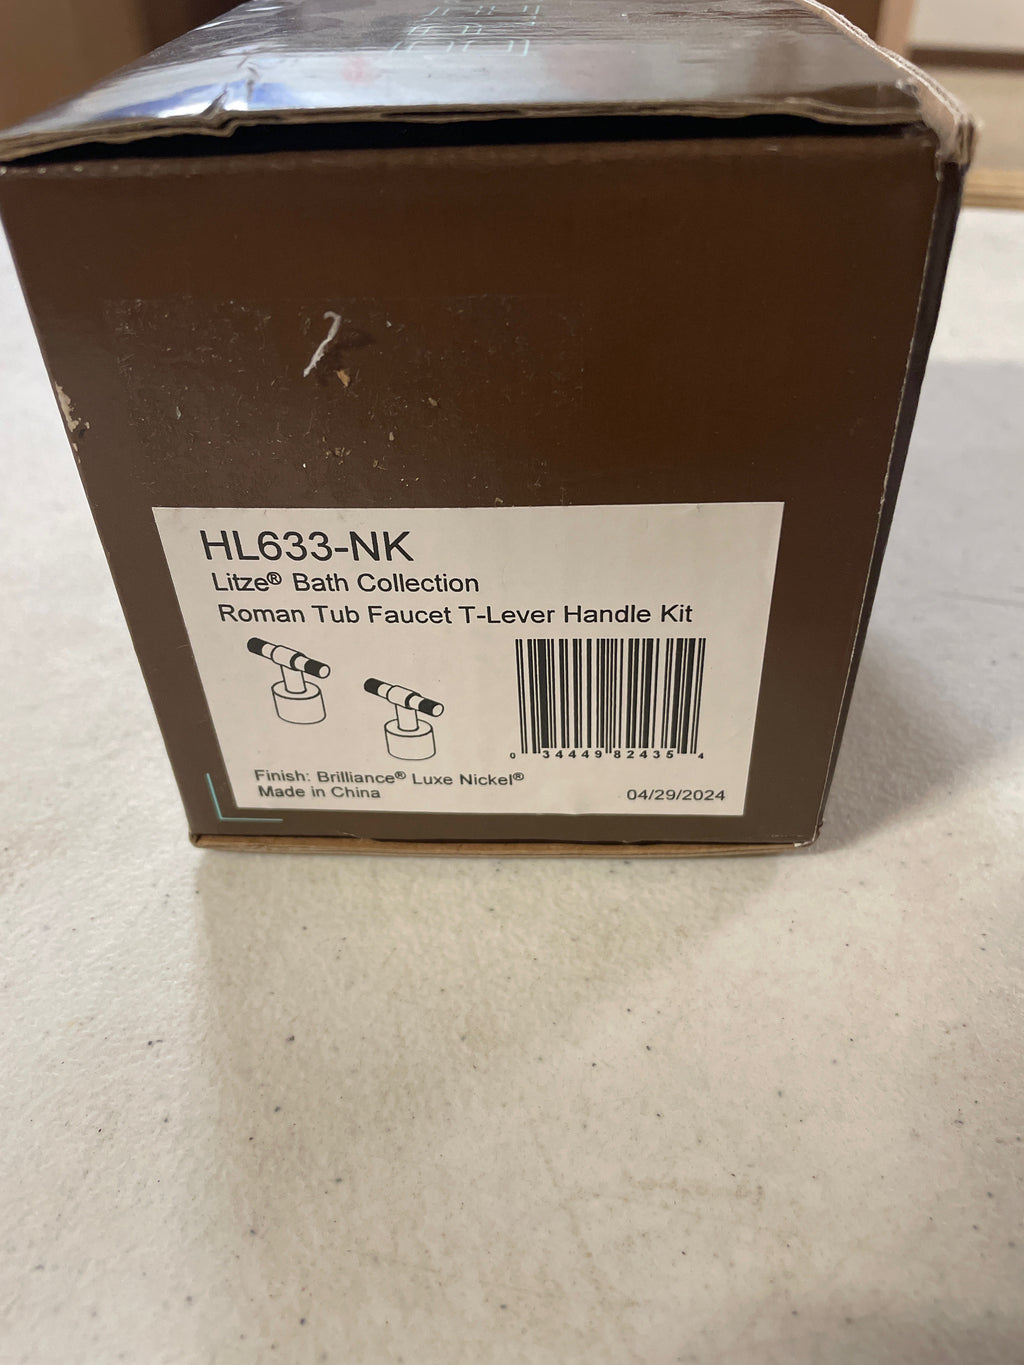 HL633-NK
Litze® Bath Collection
Roman Tub Faucet T-Lever Handle Kit
0 34449 82435 4
Finish: Brilliance® Luxe Nickel®
Made in China
04/29/2024